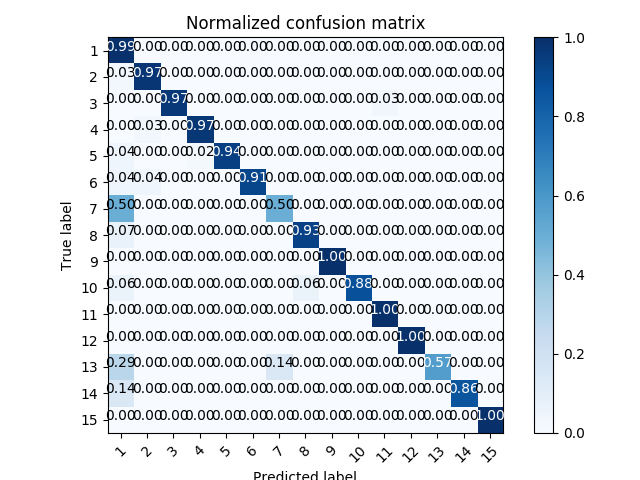 Normalized confusion matrix
1 0.99 0.00 0.00 0.00 0.00 0.00 0.00 0.00 0.00 0.00 0.00 0.00 0.00 0.00 0.00
2 0.03 0.97 0.00 0.00 0.00 0.00 0.00 0.00 0.00 0.00 0.00 0.00 0.00 0.00 0.00
3 0.00 0.00 0.97 0.00 0.00 0.00 0.00 0.00 0.00 0.00 0.03 0.00 0.00 0.00 0.00
4 0.00 0.03 0.00 0.97 0.00 0.00 0.00 0.00 0.00 0.00 0.00 0.00 0.00 0.00 0.00
5 0.04 0.00 0.00 0.02 0.94 0.00 0.00 0.00 0.00 0.00 0.00 0.00 0.00 0.00 0.00
6 0.04 0.04 0.00 0.00 0.00 0.91 0.00 0.00 0.00 0.00 0.00 0.00 0.00 0.00 0.00
7 0.50 0.00 0.00 0.00 0.00 0.00 0.50 0.00 0.00 0.00 0.00 0.00 0.00 0.00 0.00
8 0.07 0.00 0.00 0.00 0.00 0.00 0.00 0.93 0.00 0.00 0.00 0.00 0.00 0.00 0.00
9 0.00 0.00 0.00 0.00 0.00 0.00 0.00 0.00 1.00 0.00 0.00 0.00 0.00 0.00 0.00
10 0.06 0.00 0.00 0.00 0.00 0.00 0.00 0.06 0.00 0.88 0.00 0.00 0.00 0.00 0.00
11 0.00 0.00 0.00 0.00 0.00 0.00 0.00 0.00 0.00 0.00 1.00 0.00 0.00 0.00 0.00
12 0.00 0.00 0.00 0.00 0.00 0.00 0.00 0.00 0.00 0.00 0.00 1.00 0.00 0.00 0.00
13 0.29 0.00 0.00 0.00 0.00 0.00 0.14 0.00 0.00 0.00 0.00 0.00 0.57 0.00 0.00
14 0.14 0.00 0.00 0.00 0.00 0.00 0.00 0.00 0.00 0.00 0.00 0.00 0.00 0.86 0.00
15 0.00 0.00 0.00 0.00 0.00 0.00 0.00 0.00 0.00 0.00 0.00 0.00 0.00 0.00 1.00
True label
1 2 3 4 5 6 7 8 9 10 11 12 13 14 15
Predicted label
1.0
0.8
0.6
0.4
0.2
0.0